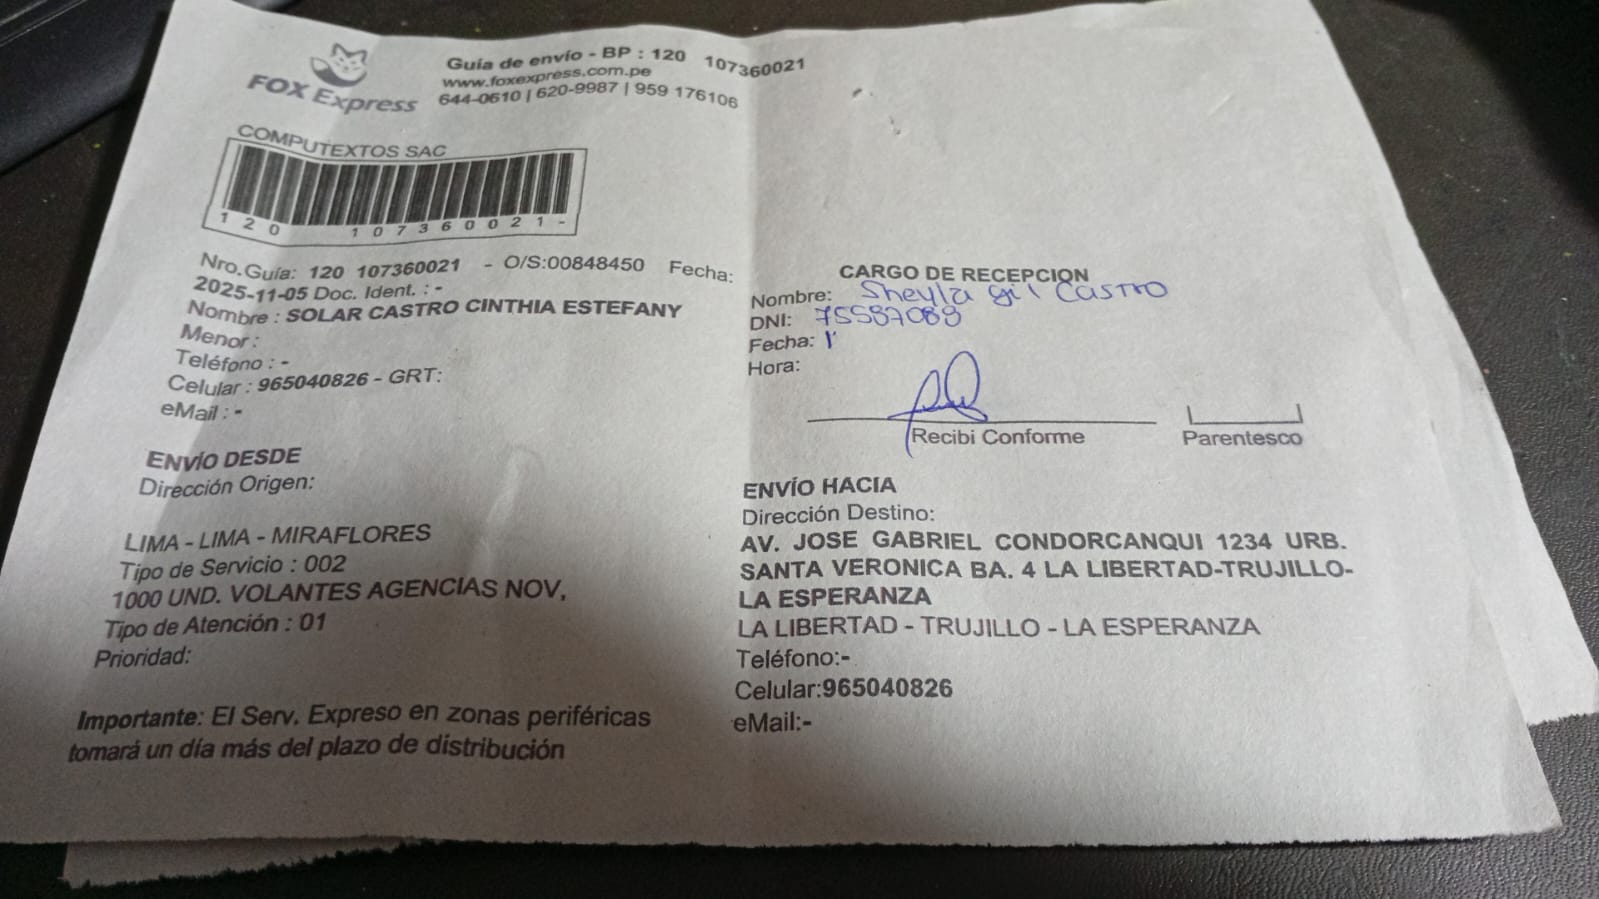 FOX Express
Guía de envío - BP : 120 107360021
www.foxexpress.com.pe
644-0610 | 620-9987 | 959 176106
COMPUTEXTOS SAC
120 107360021-
Nro.Guía: 120 107360021 - O/S:00848450 Fecha:
2025-11-05 Doc. Ident. : -
Nombre : SOLAR CASTRO CINTHIA ESTEFANY
Menor :
Teléfono : -
Celular : 965040826 - GRT:
eMail : -
ENVÍO DESDE
Dirección Origen:
LIMA - LIMA - MIRAFLORES
Tipo de Servicio : 002
1000 UND. VOLANTES AGENCIAS NOV,
Tipo de Atención : 01
Prioridad:
Importante: El Serv. Expreso en zonas periféricas
tomará un día más del plazo de distribución
CARGO DE RECEPCION
Nombre: Sheyla Gil Castro
DNI: 75587089
Fecha:
Hora:
Recibi Conforme
Parentesco
ENVÍO HACIA
Dirección Destino:
AV. JOSE GABRIEL CONDORCANQUI 1234 URB.
SANTA VERONICA BA. 4 LA LIBERTAD-TRUJILLO-
LA ESPERANZA
LA LIBERTAD - TRUJILLO - LA ESPERANZA
Teléfono:-
Celular:965040826
eMail:-